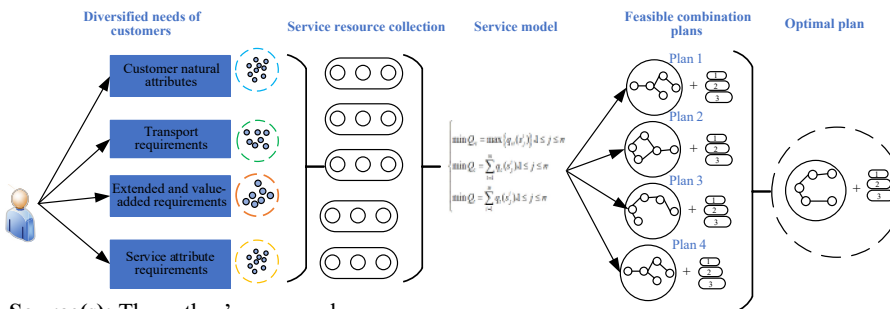 Diversified needs of
customers
Service resource collection
Service model
Feasible combination
plans
Optimal plan
Customer natural
attributes
Transport
requirements
Extended and value-
added requirements
Service attribute
requirements
Plan 1
+
1
2
3
Plan 2
+
1
2
3
Plan 3
+
1
2
3
Plan 4
+
1
2
3
+
1
2
3